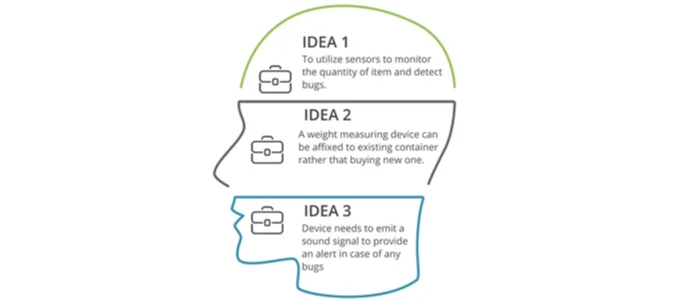 IDEA 1
To utilize sensors to monitor
the quantity of item and detect
bugs.
IDEA 2
A weight measuring device can
be affixed to existing container
rather that buying new one.
IDEA 3
Device needs to emit a
sound signal to provide
an alert in case of any
bugs